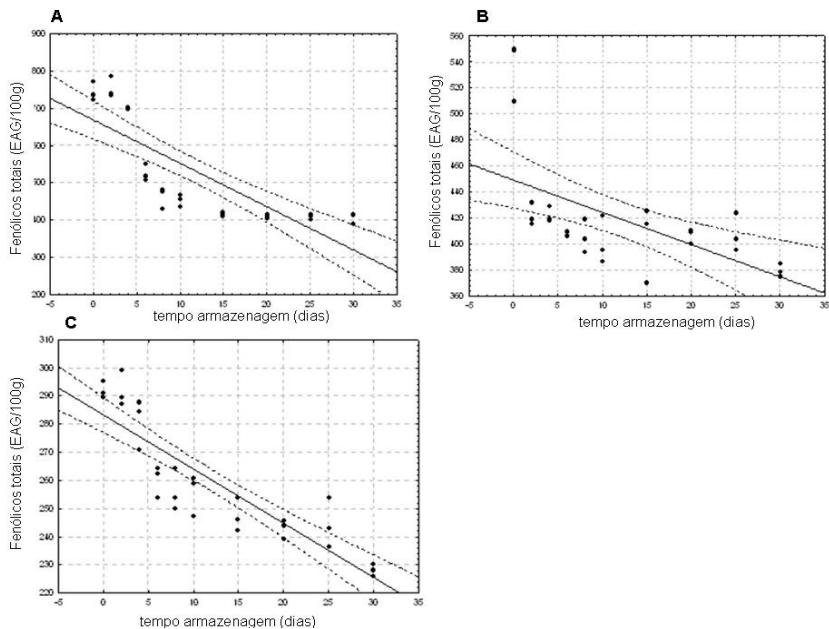 A
900
800
700
600
500
400
300
200
Fenólicos totais (EAG/100g)
-5 0 5 10 15 20 25 30 35
tempo armazenagem (dias)
B
560
540
520
500
480
460
440
420
400
380
360
Fenólicos totais (EAG/100g)
-5 0 5 10 15 20 25 30 35
tempo armazenagem (dias)
C
310
300
290
280
270
260
250
240
230
220
Fenólicos totais (EAG/100g)
-5 0 5 10 15 20 25 30 35
tempo armazenagem (dias)